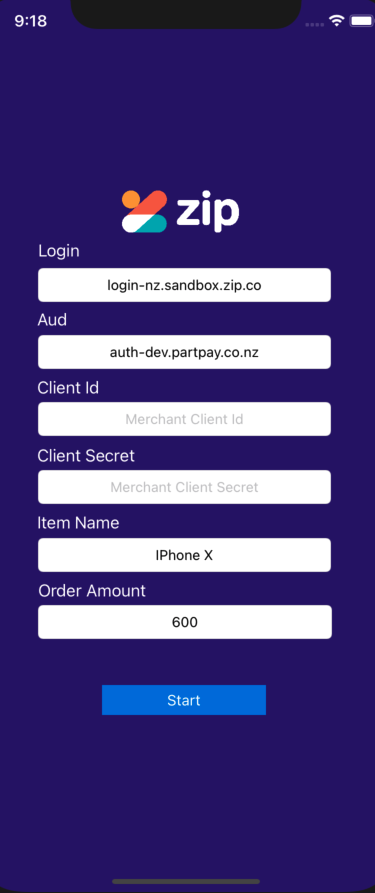 9:18
zip
Login
login-nz.sandbox.zip.co
Aud
auth-dev.partpay.co.nz
Client Id
Merchant Client Id
Client Secret
Merchant Client Secret
Item Name
IPhone X
Order Amount
600
Start